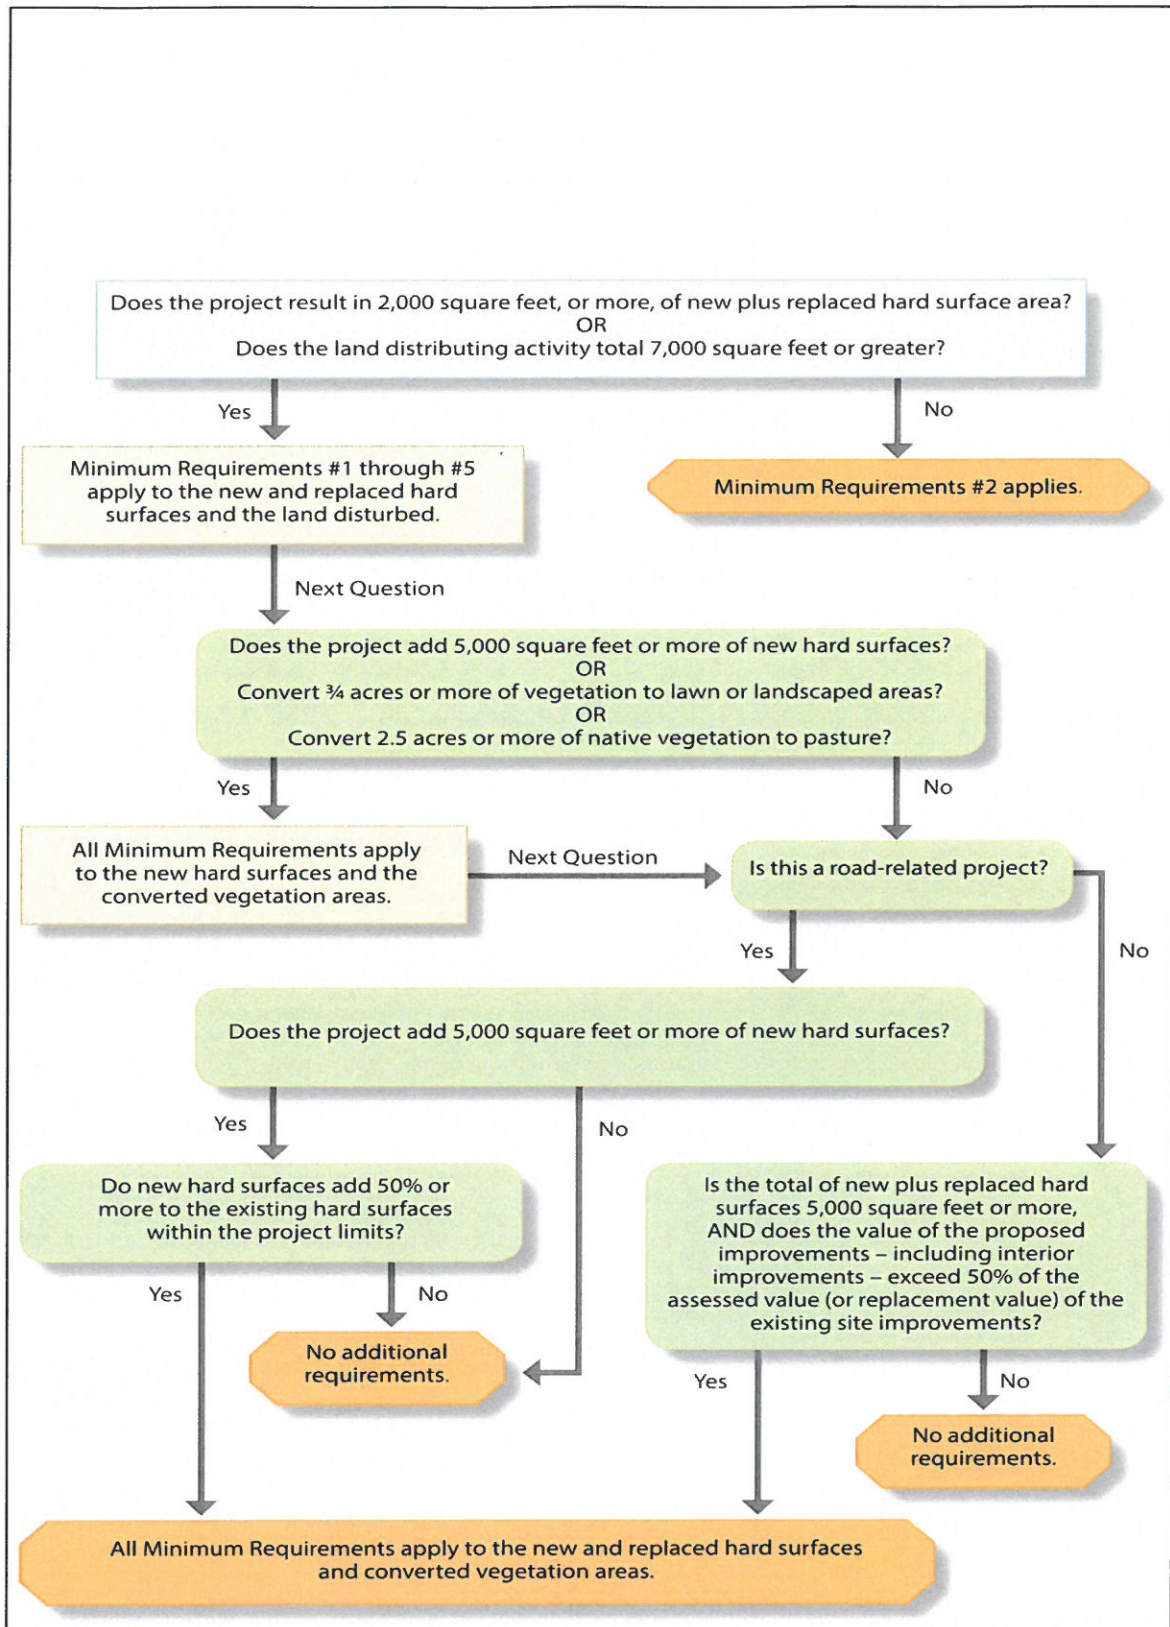 Does the project result in 2,000 square feet, or more, of new plus replaced hard surface area?
OR
Does the land distributing activity total 7,000 square feet or greater?
Yes
No
Minimum Requirements #1 through #5
apply to the new and replaced hard
surfaces and the land disturbed.
Minimum Requirements #2 applies.
Next Question
Does the project add 5,000 square feet or more of new hard surfaces?
OR
Convert ¾ acres or more of vegetation to lawn or landscaped areas?
OR
Convert 2.5 acres or more of native vegetation to pasture?
Yes
No
All Minimum Requirements apply
to the new hard surfaces and the
converted vegetation areas.
Next Question
Is this a road-related project?
Yes
No
Does the project add 5,000 square feet or more of new hard surfaces?
Yes
No
Do new hard surfaces add 50% or
more to the existing hard surfaces
within the project limits?
Is the total of new plus replaced hard
surfaces 5,000 square feet or more,
AND does the value of the proposed
improvements – including interior
improvements – exceed 50% of the
assessed value (or replacement value) of the
existing site improvements?
Yes
No
No additional
requirements.
Yes
No
No additional
requirements.
All Minimum Requirements apply to the new and replaced hard surfaces
and converted vegetation areas.